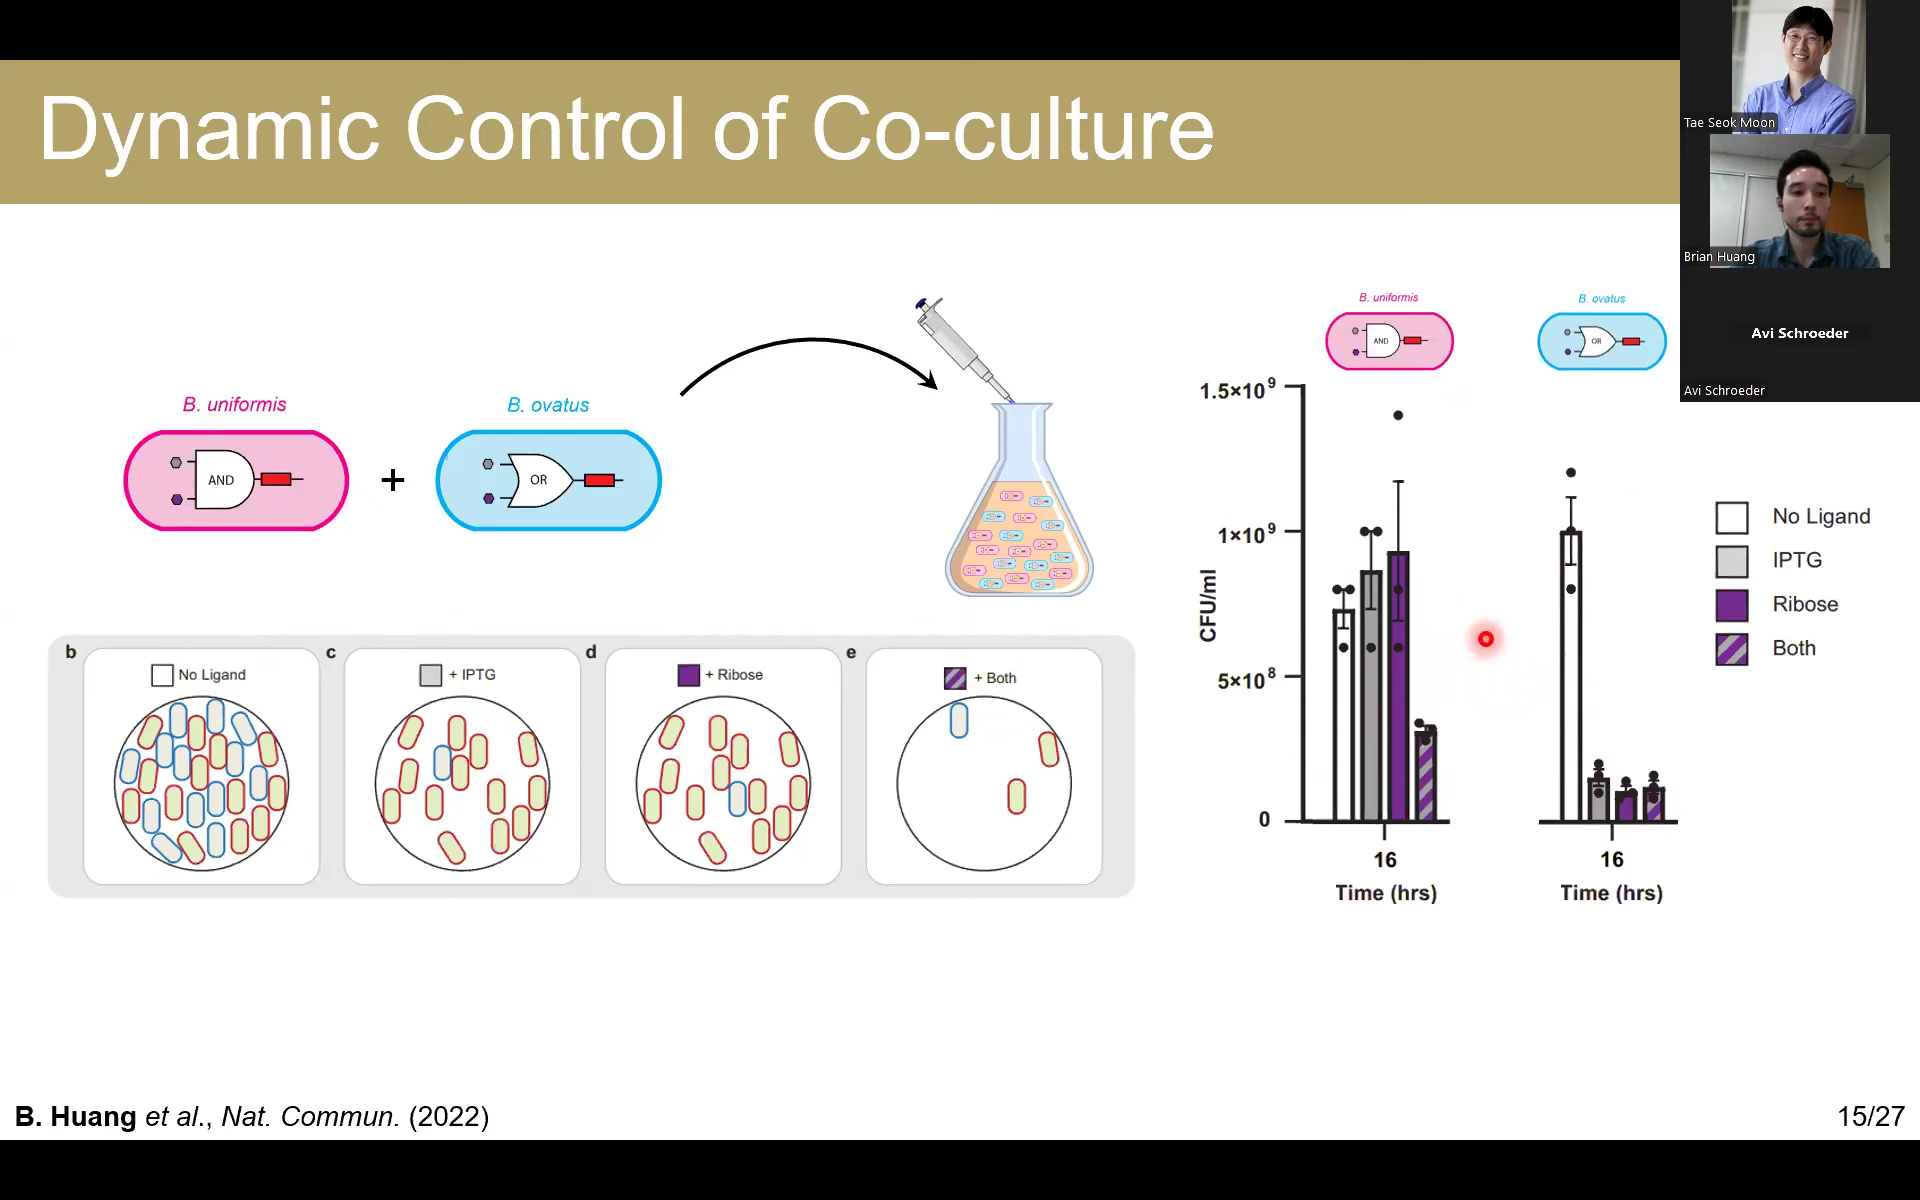 Dynamic Control of Co-culture
Tae Seok Moon
Brian Huang
Avi Schroeder
Avi Schroeder
B. uniformis
AND
+
B. ovatus
OR
b
No Ligand
c
+ IPTG
d
+ Ribose
e
+ Both
B. uniformis
AND
B. ovatus
OR
CFU/ml
1.5×10⁹
1×10⁹
5×10⁸
0
16
Time (hrs)
16
Time (hrs)
No Ligand
IPTG
Ribose
Both
B. Huang et al., Nat. Commun. (2022)
15/27